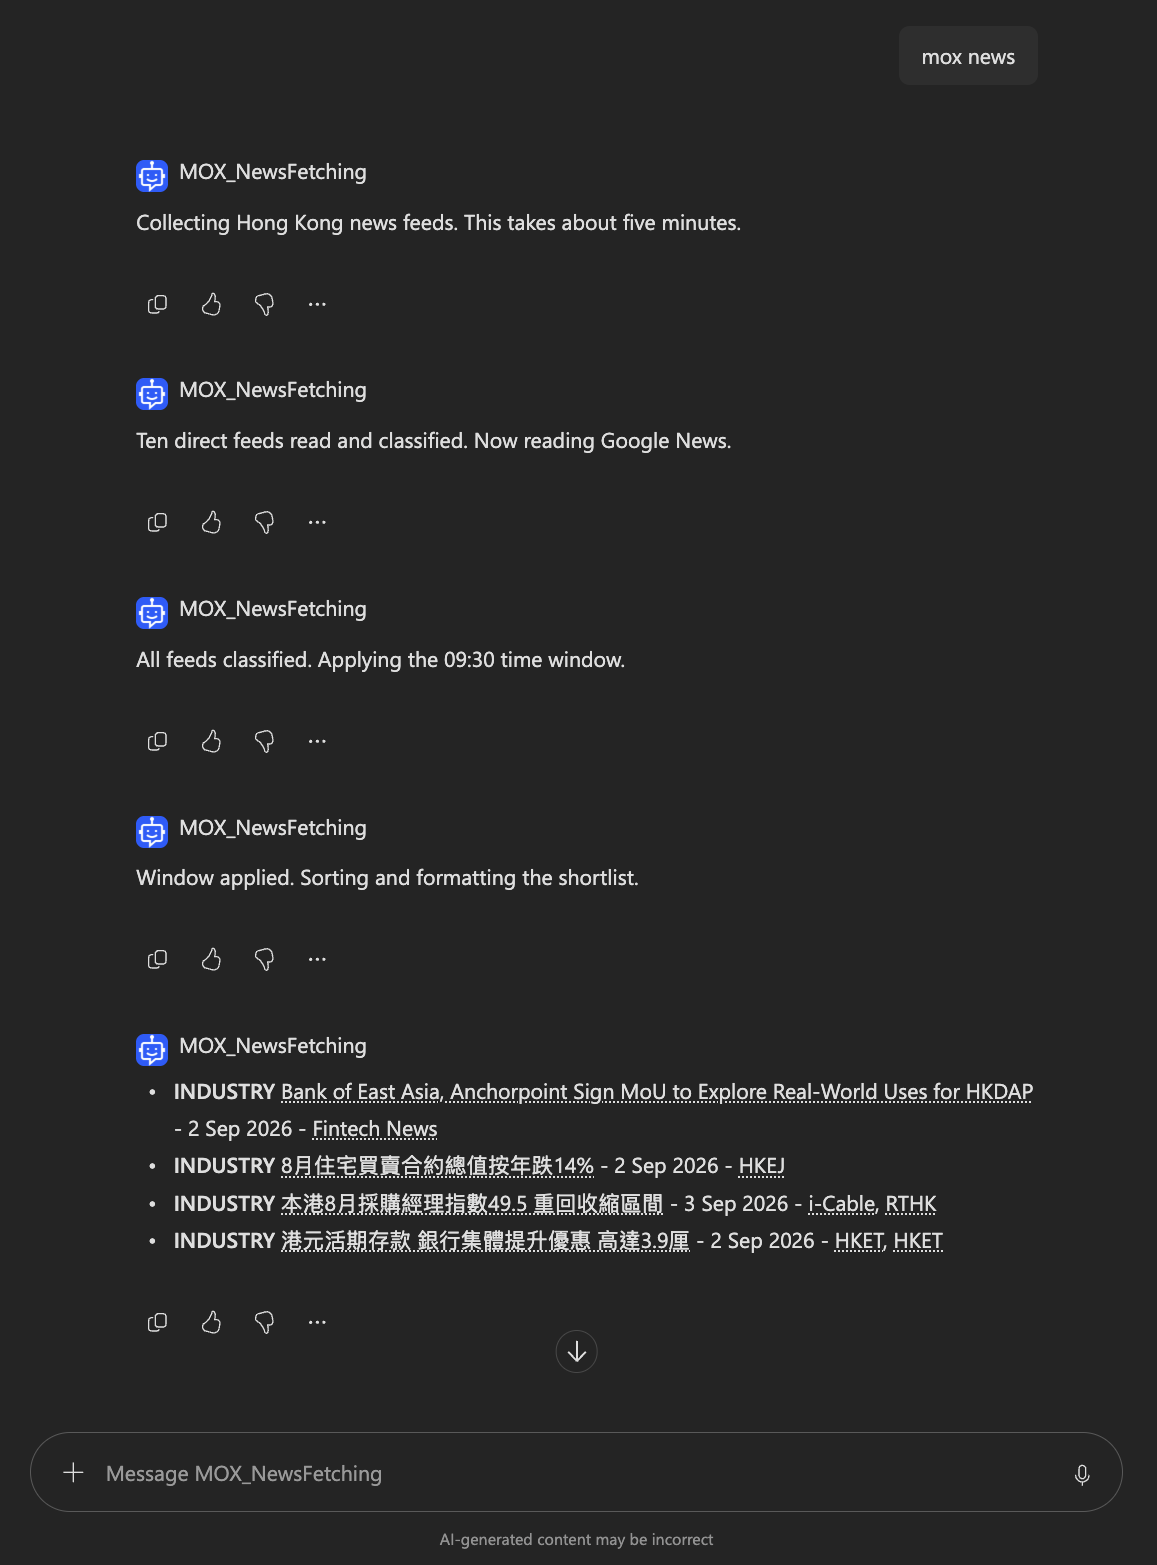 mox news
MOX_NewsFetching
Collecting Hong Kong news feeds. This takes about five minutes.
MOX_NewsFetching
Ten direct feeds read and classified. Now reading Google News.
MOX_NewsFetching
All feeds classified. Applying the 09:30 time window.
MOX_NewsFetching
Window applied. Sorting and formatting the shortlist.
MOX_NewsFetching
• INDUSTRY Bank of East Asia, Anchorpoint Sign MoU to Explore Real-World Uses for HKDAP
- 2 Sep 2026 - Fintech News
• INDUSTRY 8月住宅買賣合約總值按年跌14% - 2 Sep 2026 - HKEJ
• INDUSTRY 本港8月採購經理指數49.5 重回收縮區間 - 3 Sep 2026 - i-Cable, RTHK
• INDUSTRY 港元活期存款 銀行集體提升優惠 高達3.9厘 - 2 Sep 2026 - HKET, HKET
Message MOX_NewsFetching
AI-generated content may be incorrect